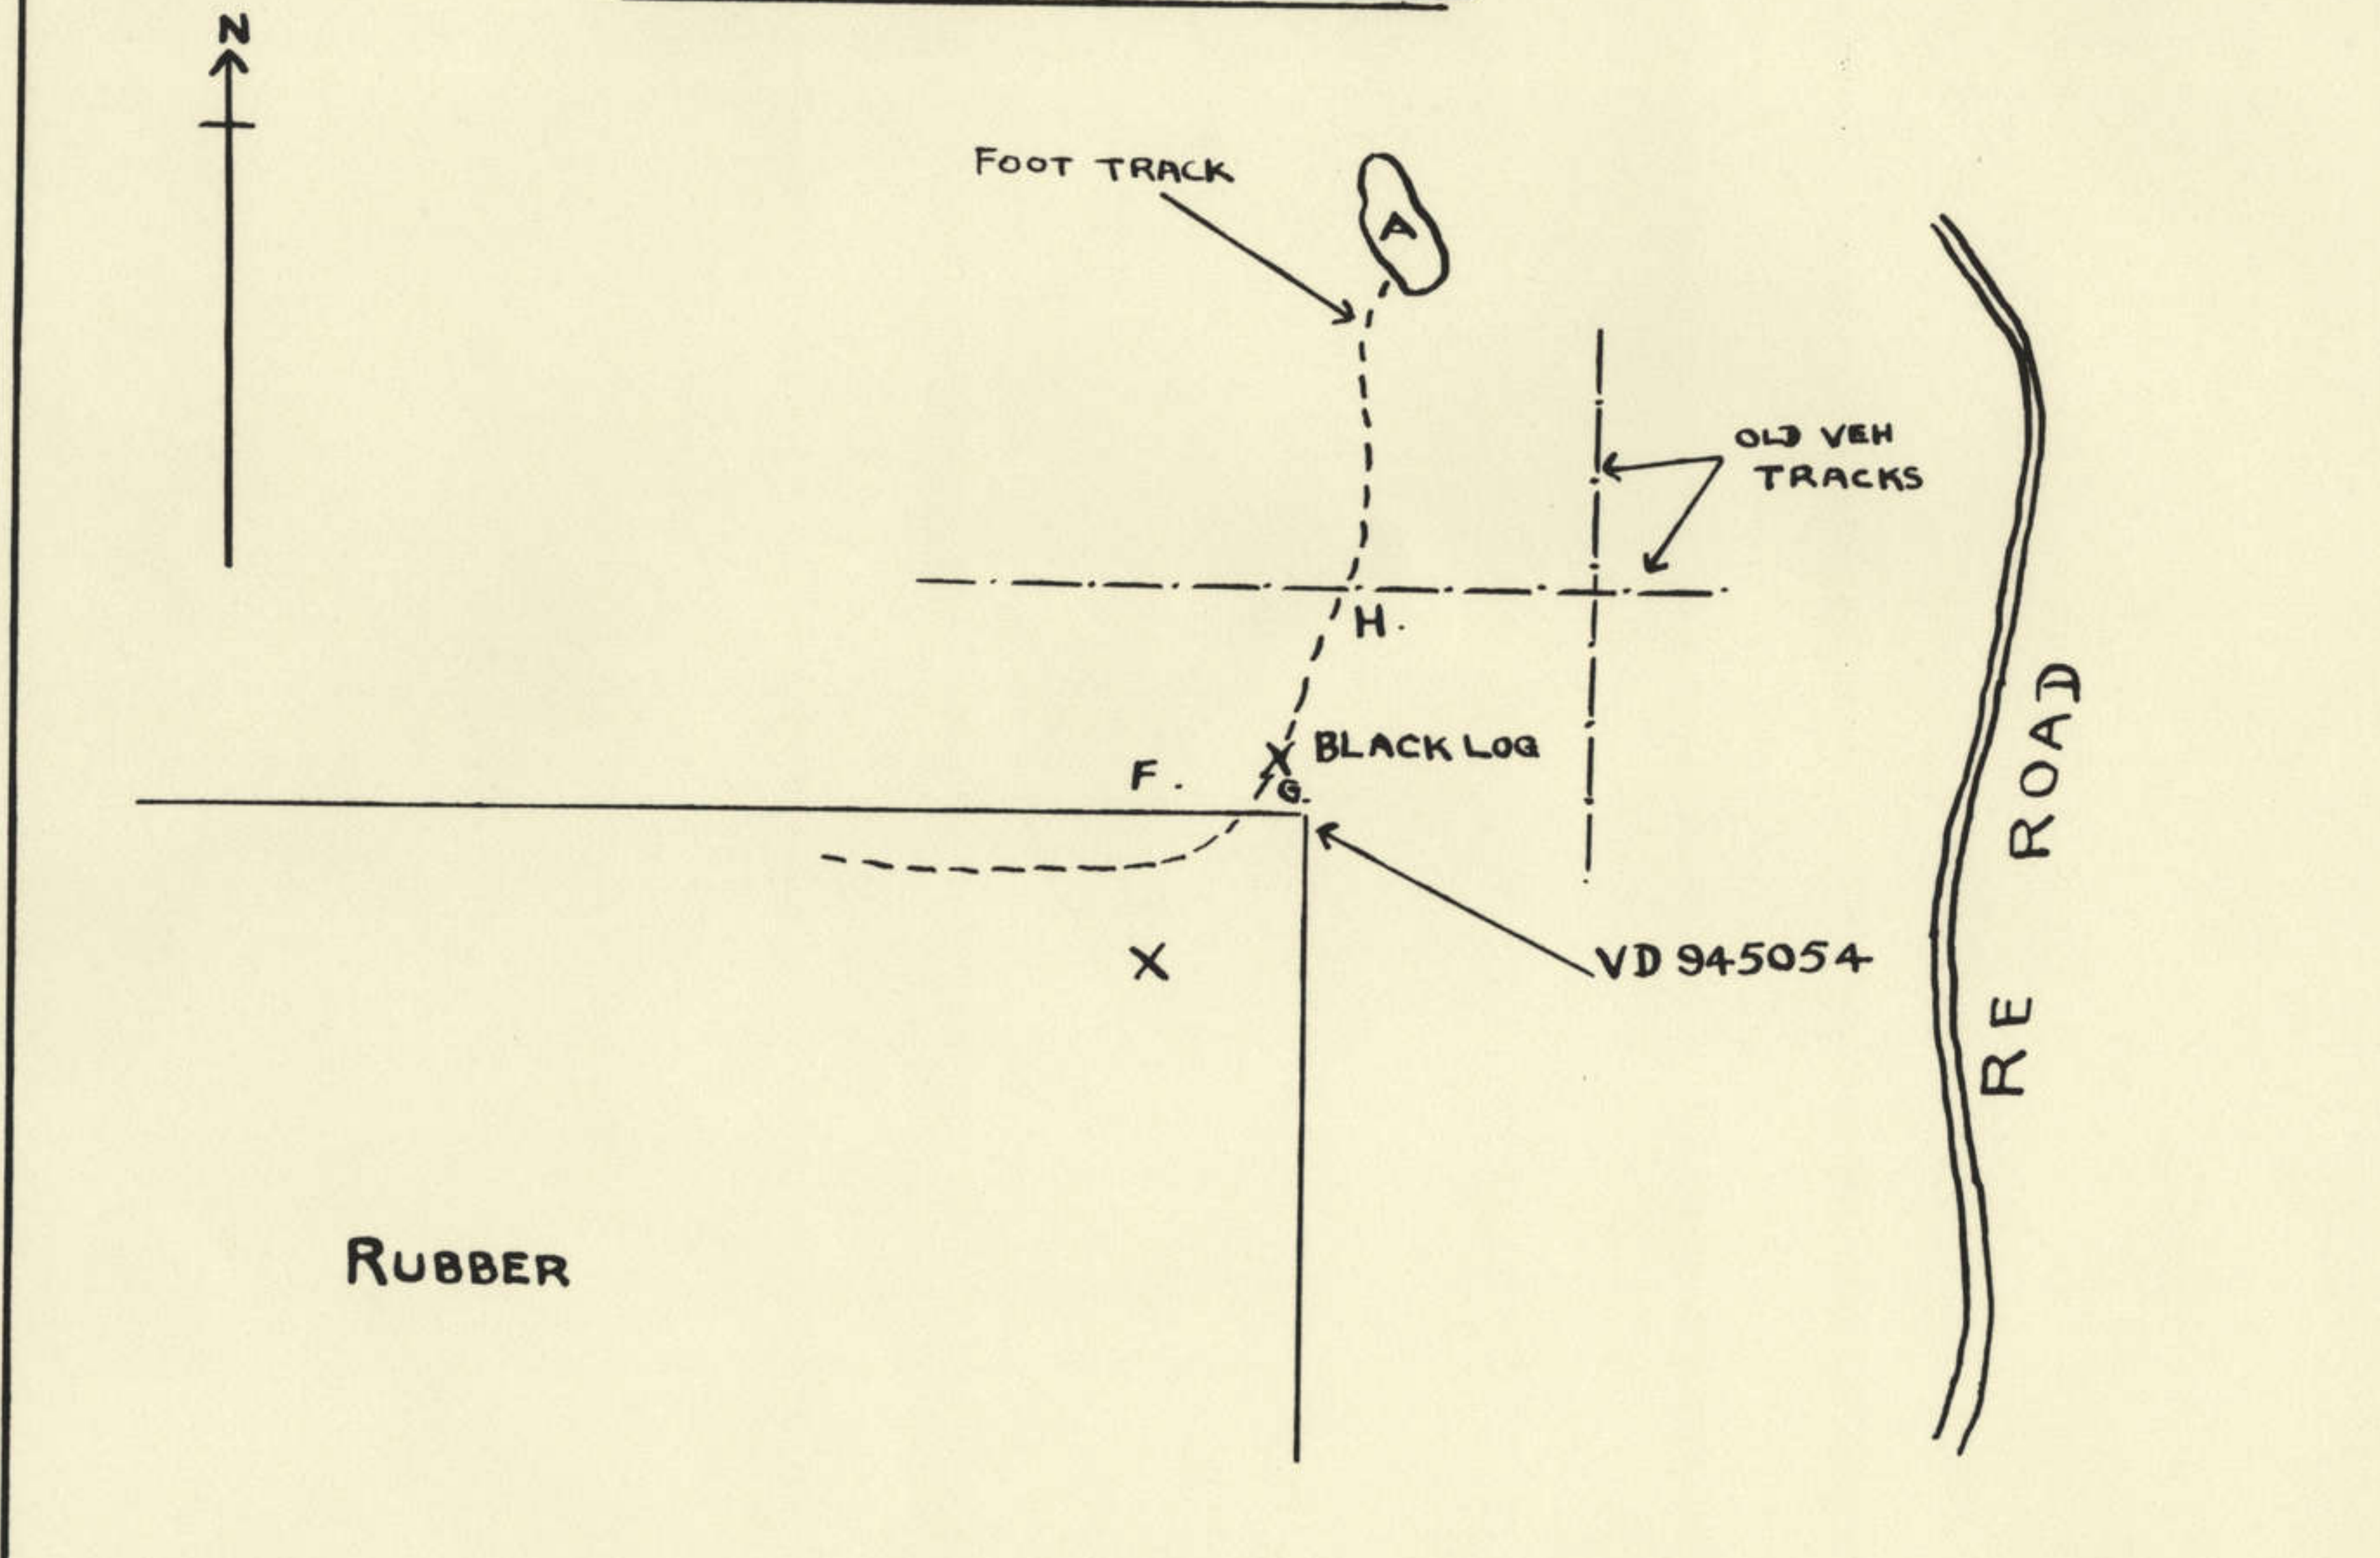 N
FOOT TRACK
A
OLD VEH
TRACKS
H.
BLACK LOG
F.
X
G.
X
VD 945054
RE ROAD
RUBBER